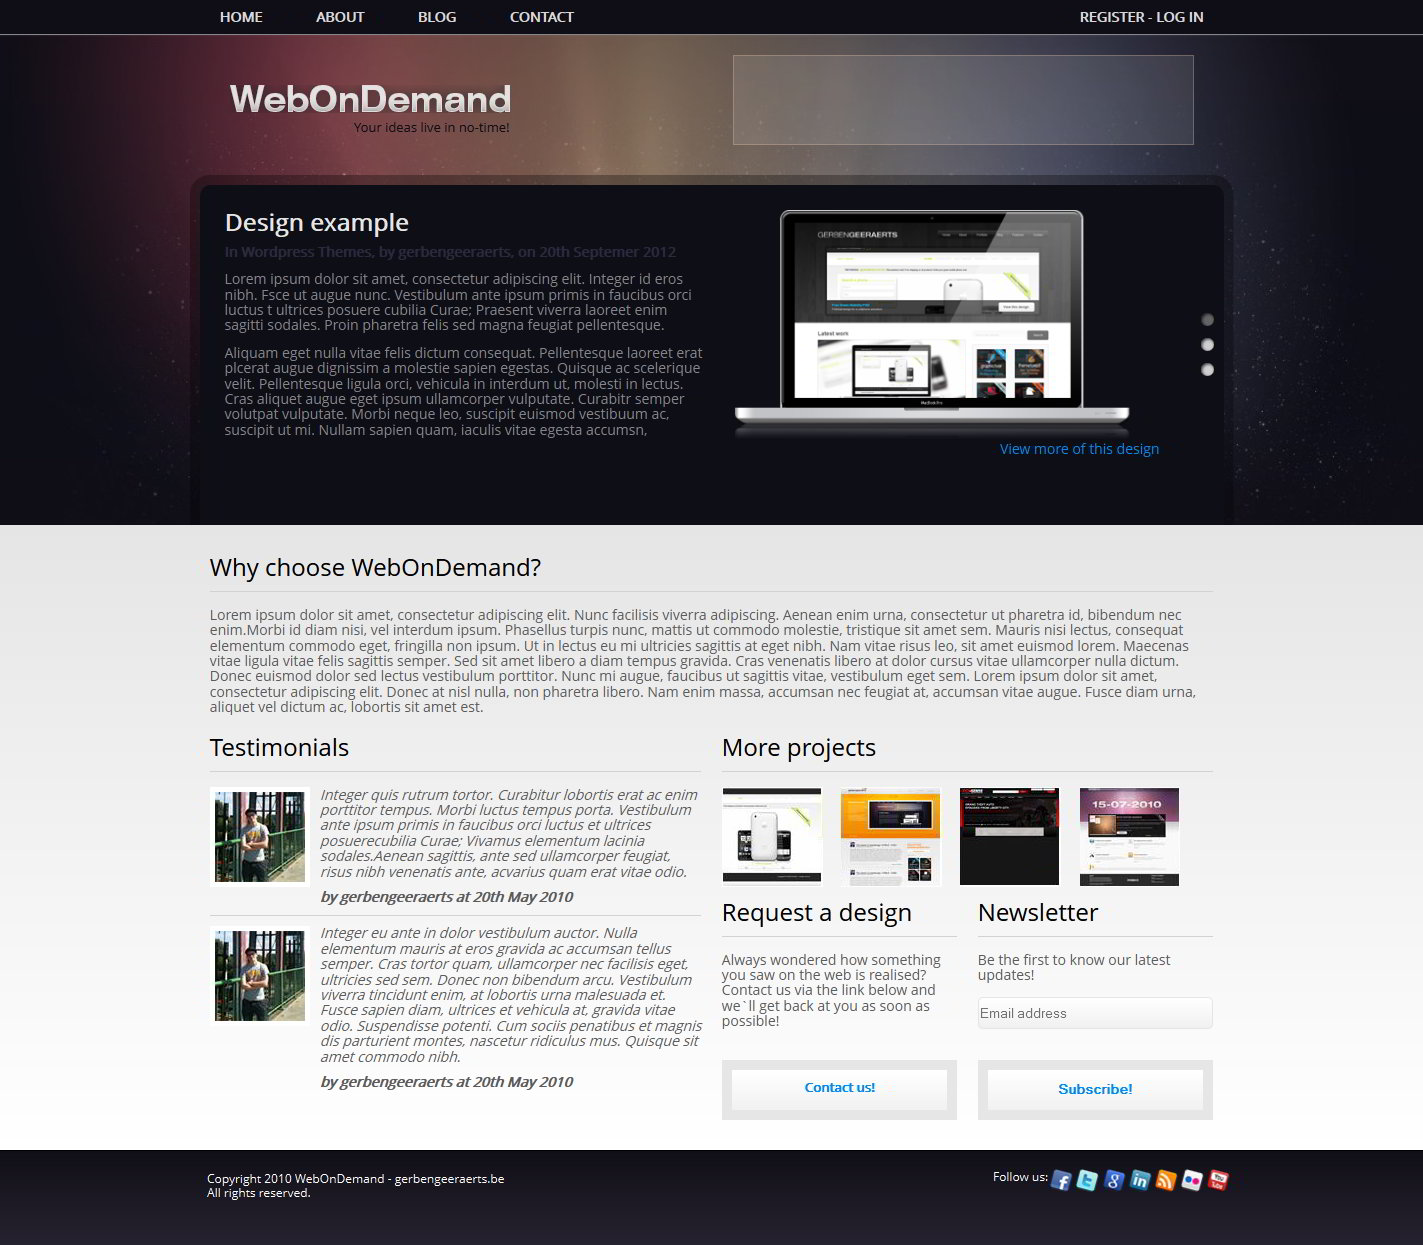 HOME ABOUT BLOG CONTACT REGISTER - LOG IN
WebOnDemand
Your ideas live in no-time!
Design example
In Wordpress Themes, by gerbengeeraerts, on 20th Septemer 2012
Lorem ipsum dolor sit amet, consectetur adipiscing elit. Integer id eros
nibh. Fsce ut augue nunc. Vestibulum ante ipsum primis in faucibus orci
luctus t ultrices posuere cubilia Curae; Praesent viverra laoreet enim
sagitti sodales. Proin pharetra felis sed magna feugiat pellentesque.
Aliquam eget nulla vitae felis dictum consequat. Pellentesque laoreet erat
plcerat augue dignissim a molestie sapien egestas. Quisque ac scelerique
velit. Pellentesque ligula orci, vehicula in interdum ut, molesti in lectus.
Cras aliquet augue eget ipsum ullamcorper vulputate. Curabitr semper
volutpat vulputate. Morbi neque leo, suscipit euismod vestibuum ac,
suscipit ut mi. Nullam sapien quam, iaculis vitae egesta accumsn,
GERBENGEERAERTS
Latest work
MacBook Pro
View more of this design
Why choose WebOnDemand?
Lorem ipsum dolor sit amet, consectetur adipiscing elit. Nunc facilisis viverra adipiscing. Aenean enim urna, consectetur ut pharetra id, bibendum nec
enim.Morbi id diam nisi, vel interdum ipsum. Phasellus turpis nunc, mattis ut commodo molestie, tristique sit amet sem. Mauris nisi lectus, consequat
elementum commodo eget, fringilla non ipsum. Ut in lectus eu mi ultricies sagittis at eget nibh. Nam vitae risus leo, sit amet euismod lorem. Maecenas
vitae ligula vitae felis sagittis semper. Sed sit amet libero a diam tempus gravida. Cras venenatis libero at dolor cursus vitae ullamcorper nulla dictum.
Donec euismod dolor sed lectus vestibulum porttitor. Nunc mi augue, faucibus ut sagittis vitae, vestibulum eget sem. Lorem ipsum dolor sit amet,
consectetur adipiscing elit. Donec at nisl nulla, non pharetra libero. Nam enim massa, accumsan nec feugiat at, accumsan vitae augue. Fusce diam urna,
aliquet vel dictum ac, lobortis sit amet est.
Testimonials
Integer quis rutrum tortor. Curabitur lobortis erat ac enim
porttitor tempus. Morbi luctus tempus porta. Vestibulum
ante ipsum primis in faucibus orci luctus et ultrices
posuerecubilia Curae; Vivamus elementum lacinia
sodales.Aenean sagittis, ante sed ullamcorper feugiat,
risus nibh venenatis ante, acvarius quam erat vitae odio.
by gerbengeeraerts at 20th May 2010
Integer eu ante in dolor vestibulum auctor. Nulla
elementum mauris at eros gravida ac accumsan tellus
semper. Cras tortor quam, ullamcorper nec facilisis eget,
ultricies sed sem. Donec non bibendum arcu. Vestibulum
viverra tincidunt enim, at lobortis urna malesuada et.
Fusce sapien diam, ultrices et vehicula at, gravida vitae
odio. Suspendisse potenti. Cum sociis penatibus et magnis
dis parturient montes, nascetur ridiculus mus. Quisque sit
amet commodo nibh.
by gerbengeeraerts at 20th May 2010
More projects
15-07-2010
Request a design
Always wondered how something
you saw on the web is realised?
Contact us via the link below and
we`ll get back at you as soon as
possible!
Contact us!
Newsletter
Be the first to know our latest
updates!
Email address
Subscribe!
Copyright 2010 WebOnDemand - gerbengeeraerts.be
All rights reserved.
Follow us: